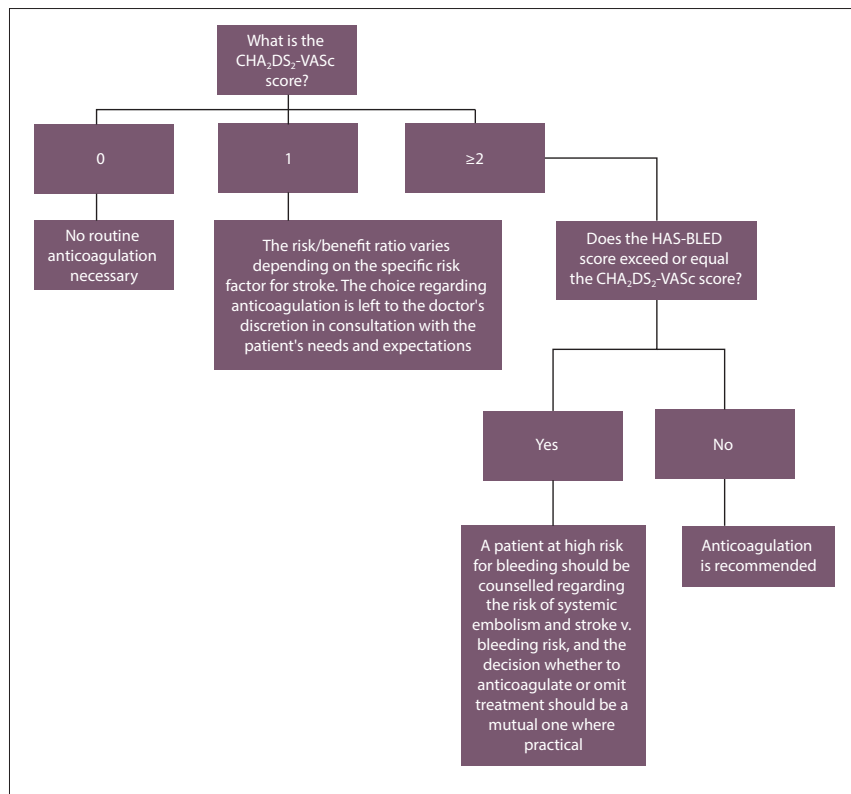 What is the
CHA₂DS₂-VASc
score?
0
1
≥2
No routine
anticoagulation
necessary
The risk/benefit ratio varies
depending on the specific risk
factor for stroke. The choice regarding
anticoagulation is left to the doctor's
discretion in consultation with the
patient's needs and expectations
Does the HAS-BLED
score exceed or equal
the CHA₂DS₂-VASc score?
Yes
No
A patient at high risk
for bleeding should be
counselled regarding
the risk of systemic
embolism and stroke v.
bleeding risk, and the
decision whether to
anticoagulate or omit
treatment should be a
mutual one where
practical
Anticoagulation
is recommended